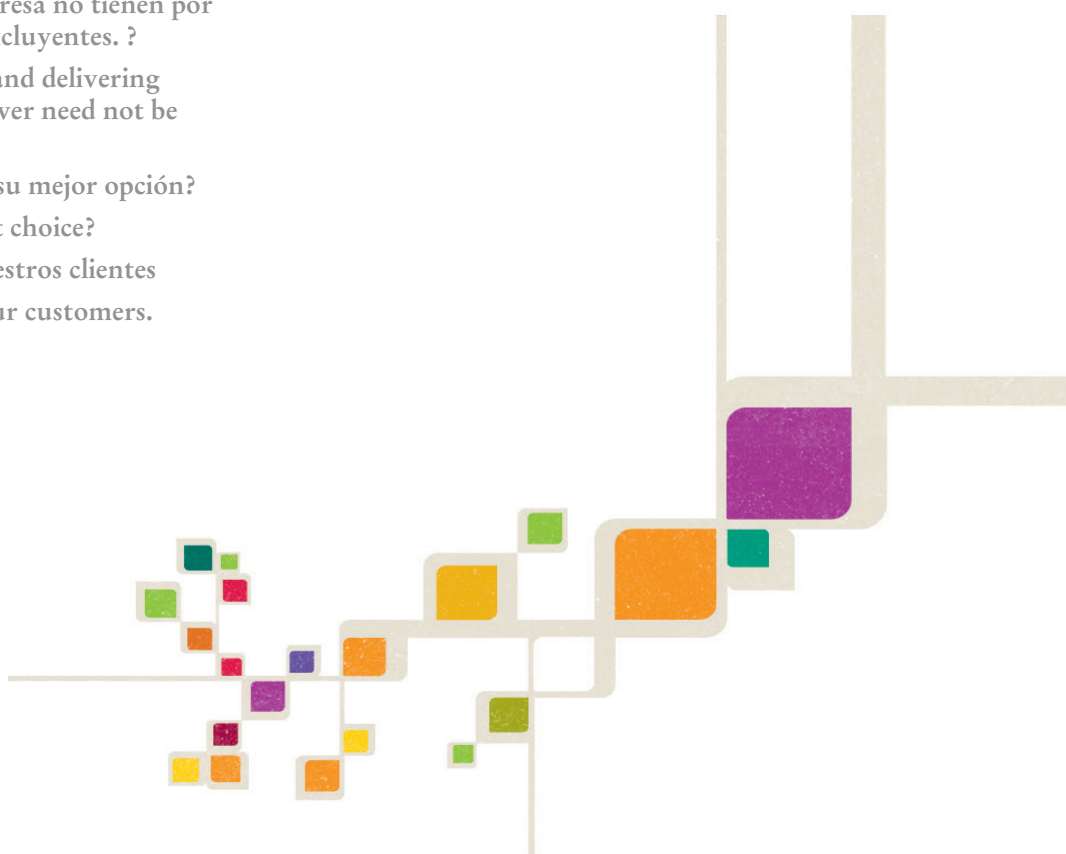 resa no tienen por
cluyentes. ?
and delivering
ver need not be
su mejor opción?
t choice?
estros clientes
ur customers.